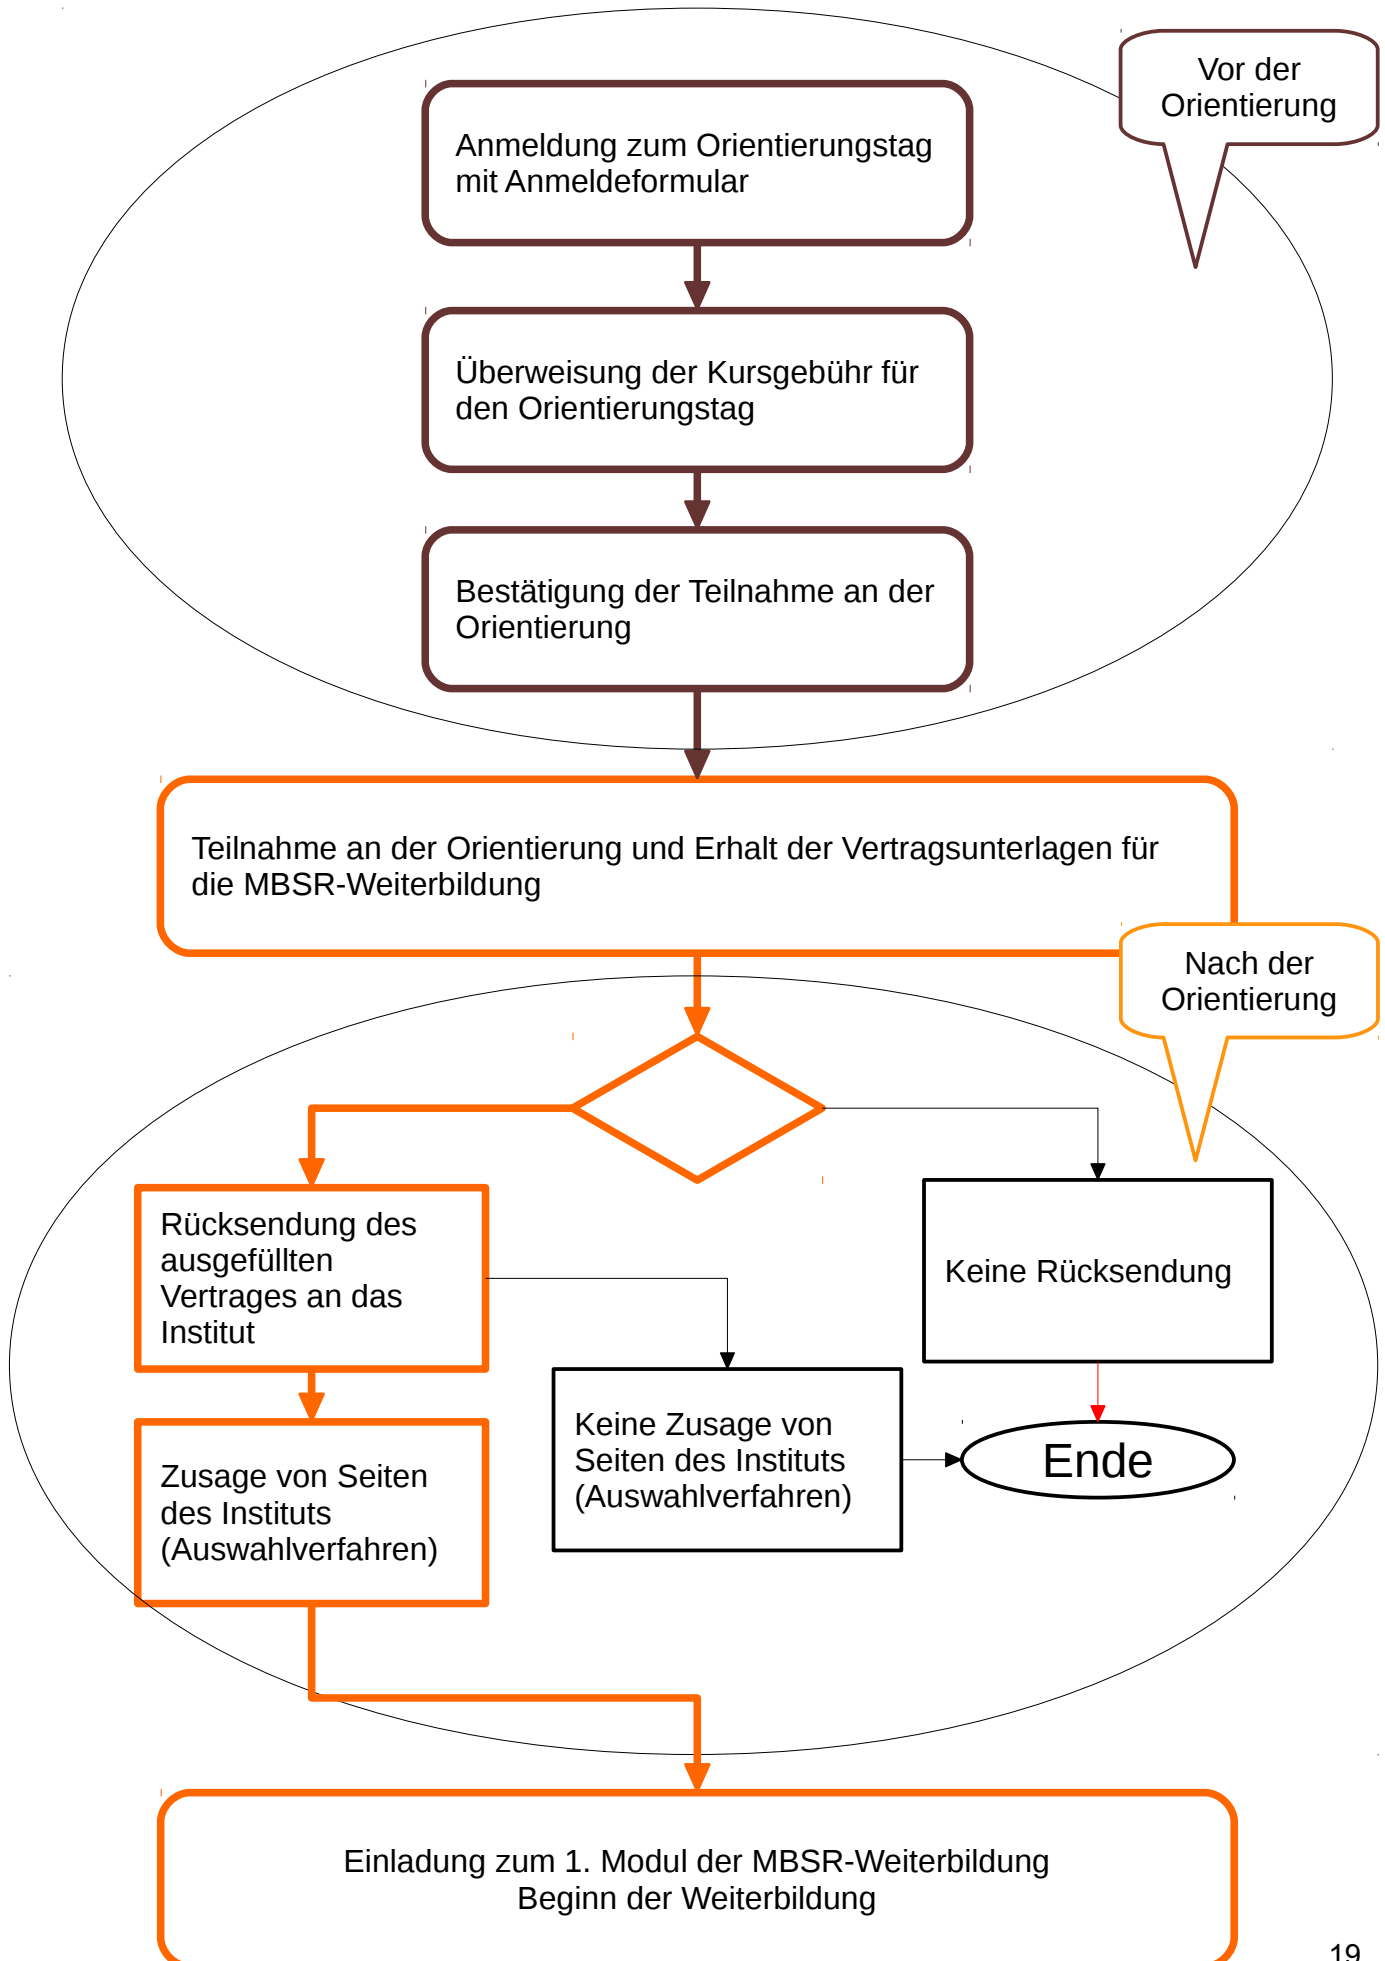 Vor der
Orientierung
Anmeldung zum Orientierungstag
mit Anmeldeformular
Überweisung der Kursgebühr für
den Orientierungstag
Bestätigung der Teilnahme an der
Orientierung
Teilnahme an der Orientierung und Erhalt der Vertragsunterlagen für
die MBSR-Weiterbildung
Nach der
Orientierung
Rücksendung des
ausgefüllten
Vertrages an das
Institut
Keine Rücksendung
Keine Zusage von
Seiten des Instituts
(Auswahlverfahren)
Ende
Zusage von Seiten
des Instituts
(Auswahlverfahren)
Einladung zum 1. Modul der MBSR-Weiterbildung
Beginn der Weiterbildung
19